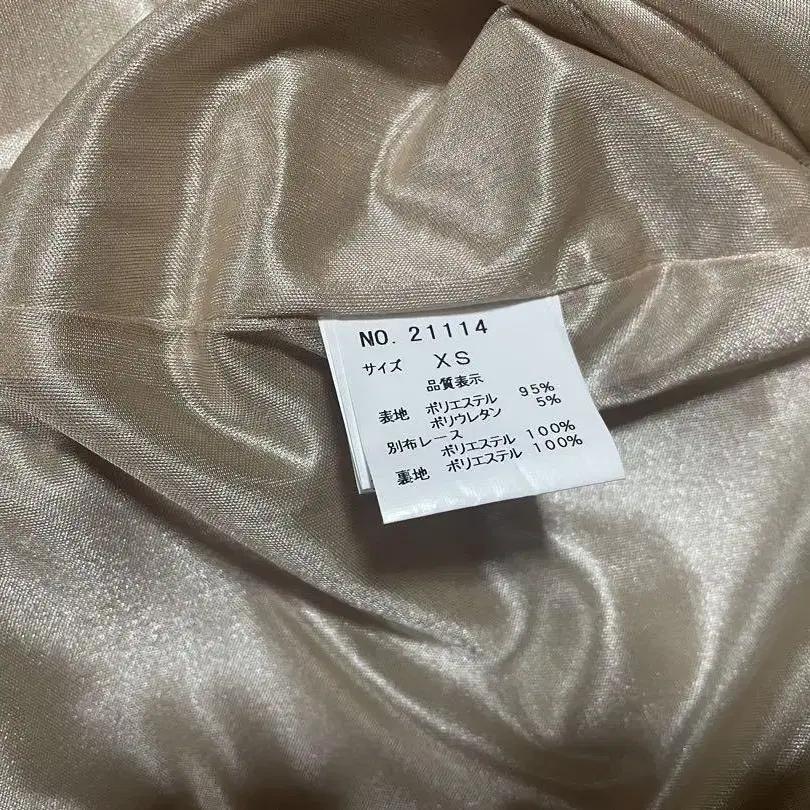 NO. 21114
サイズ XS
品質表示
表地 ポリエステル 95%
ポリウレタン 5%
別布レース
ポリエステル 100%
裏地 ポリエステル 100%